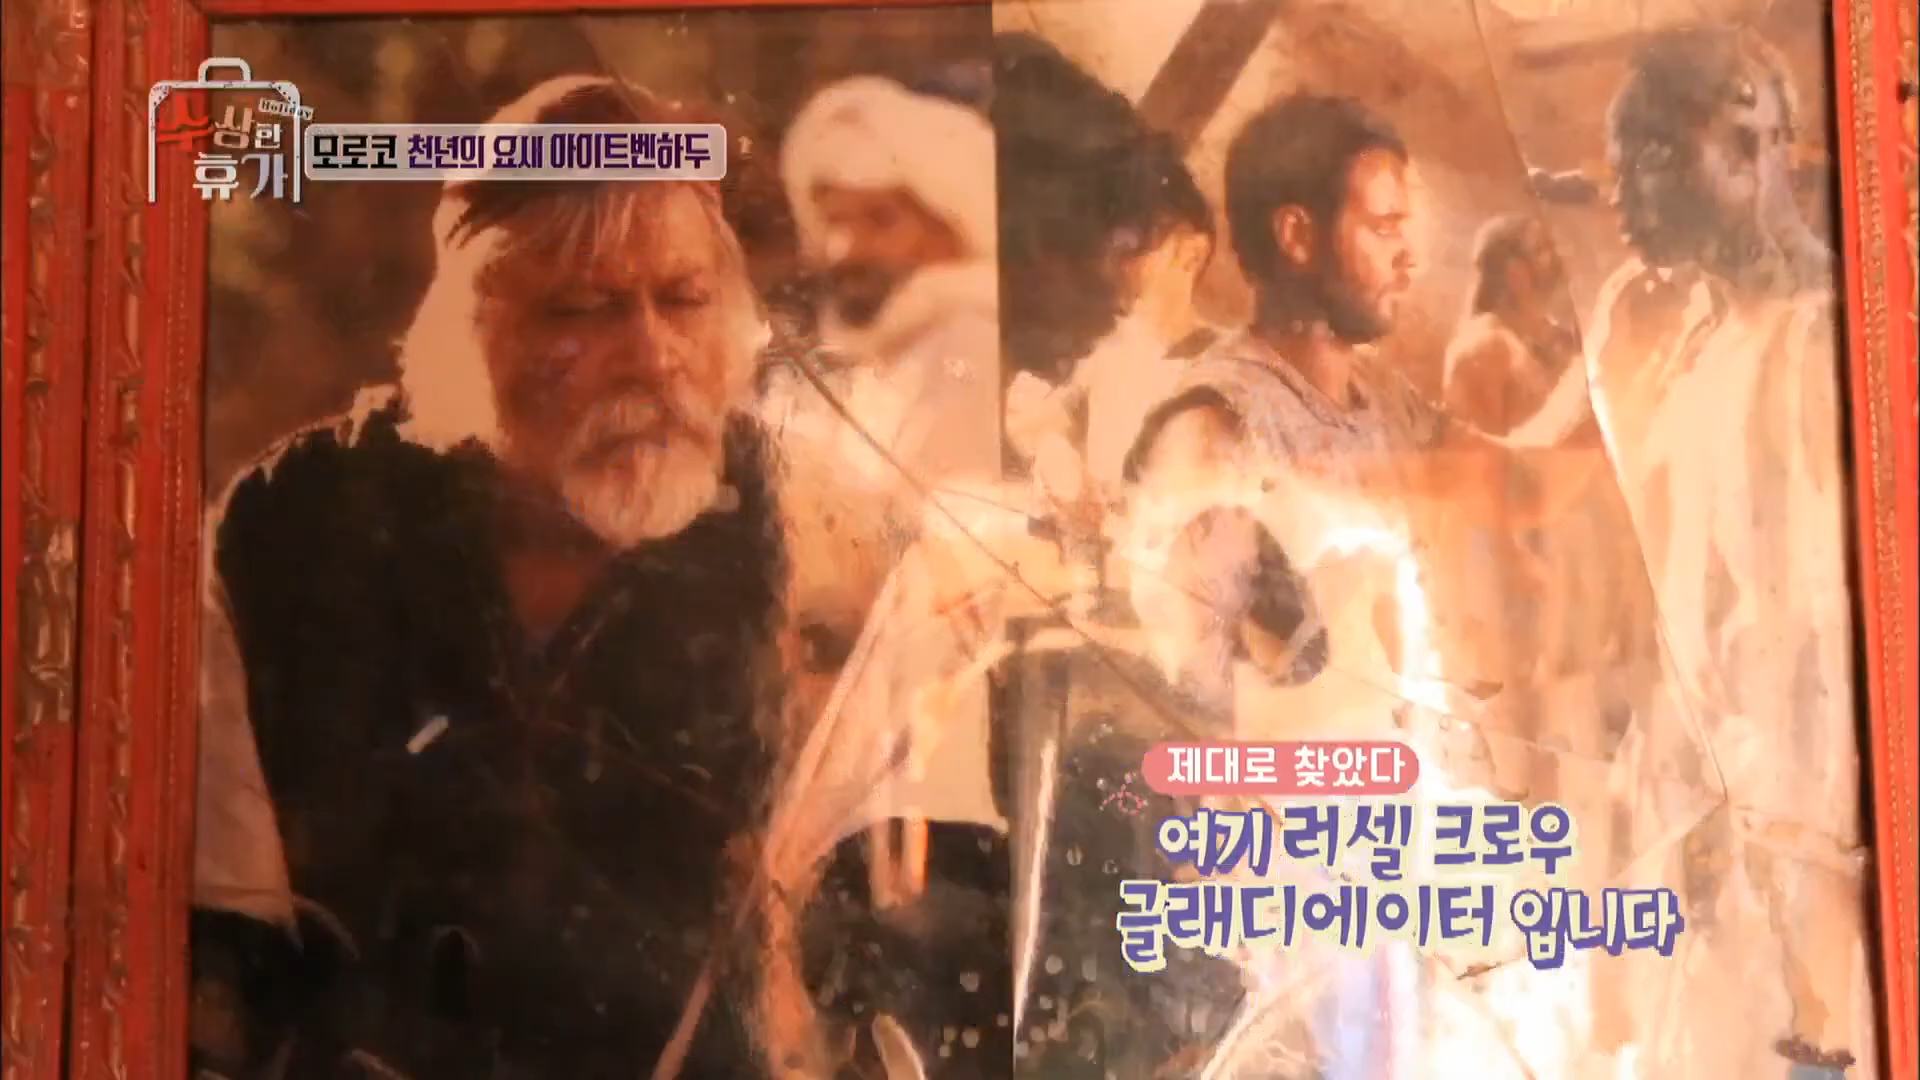 수상한
Holiday
휴가
모로코 천년의 요새 아이트벤하두
제대로 찾았다
여기 러셀 크로우
글래디에이터 입니다